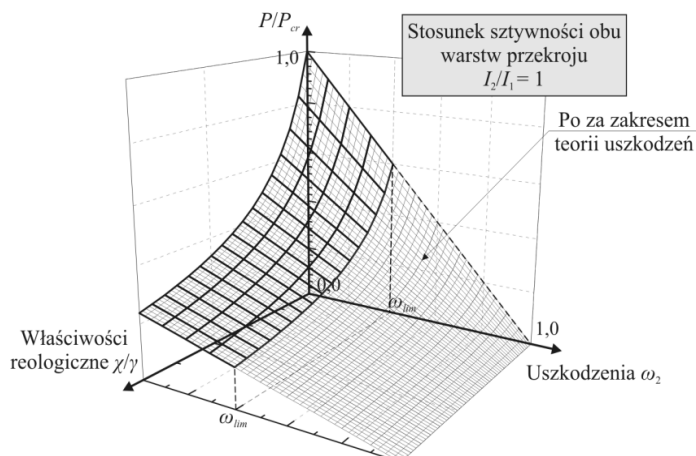 P/P_cr
1,0
Stosunek sztywności obu
warstw przekroju
I_2/I_1 = 1
Po za zakresem
teorii uszkodzeń
0,0
ω_lim
1,0
Właściwości
reologiczne χ/γ
Uszkodzenia ω_2
ω_lim